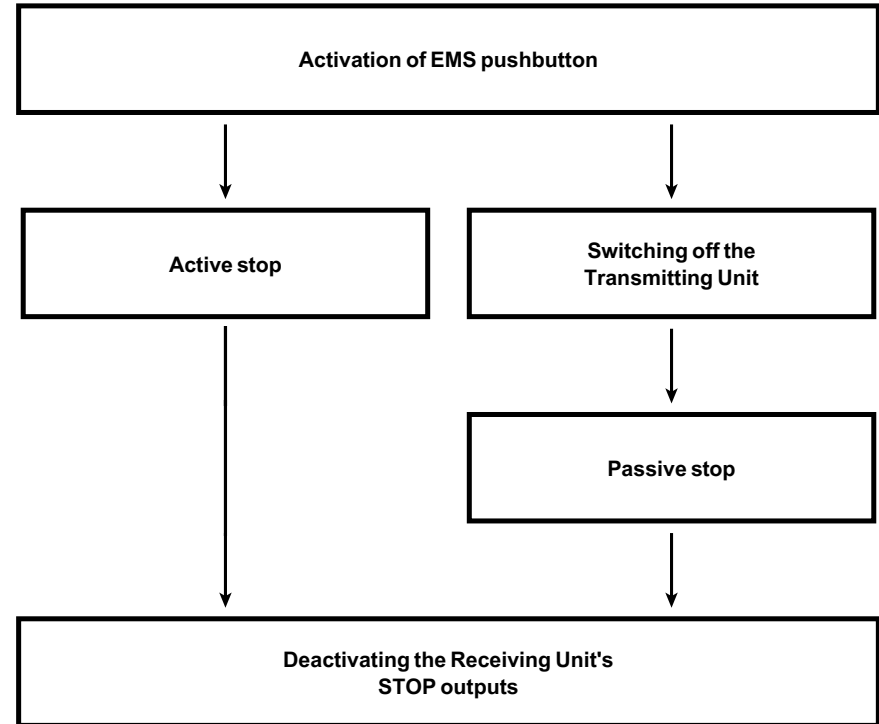 Activation of EMS pushbutton
Active stop
Switching off the
Transmitting Unit
Passive stop
Deactivating the Receiving Unit's
STOP outputs